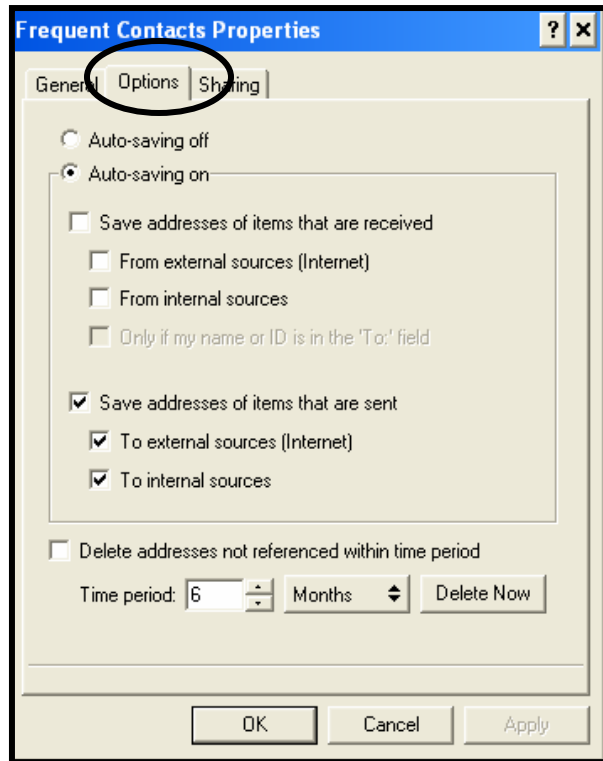 Frequent Contacts Properties
General Options Sharing
Auto-saving off
Auto-saving on
Save addresses of items that are received
From external sources (Internet)
From internal sources
Only if my name or ID is in the 'To:' field
Save addresses of items that are sent
To external sources (Internet)
To internal sources
Delete addresses not referenced within time period
Time period: 6 Months Delete Now
OK Cancel Apply